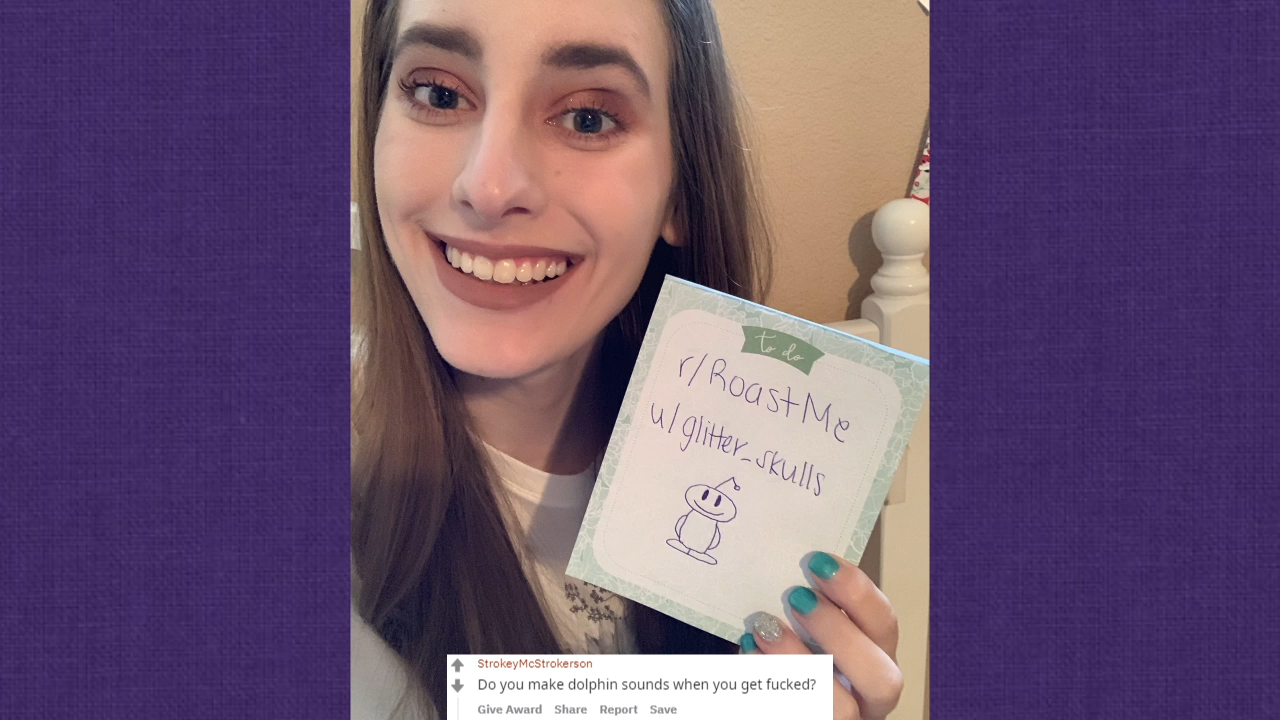 to do
r/RoastMe
u/glitter_skulls
StrokeyMcStrokerson
Do you make dolphin sounds when you get fucked?
Give Award Share Report Save